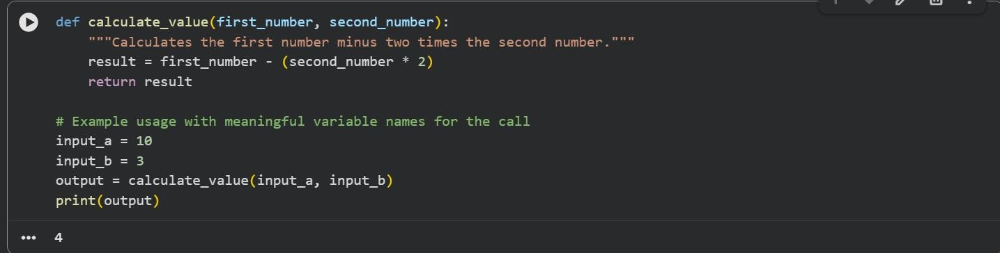 def calculate_value(first_number, second_number):
    """Calculates the first number minus two times the second number."""
    result = first_number - (second_number * 2)
    return result

# Example usage with meaningful variable names for the call
input_a = 10
input_b = 3
output = calculate_value(input_a, input_b)
print(output)
4